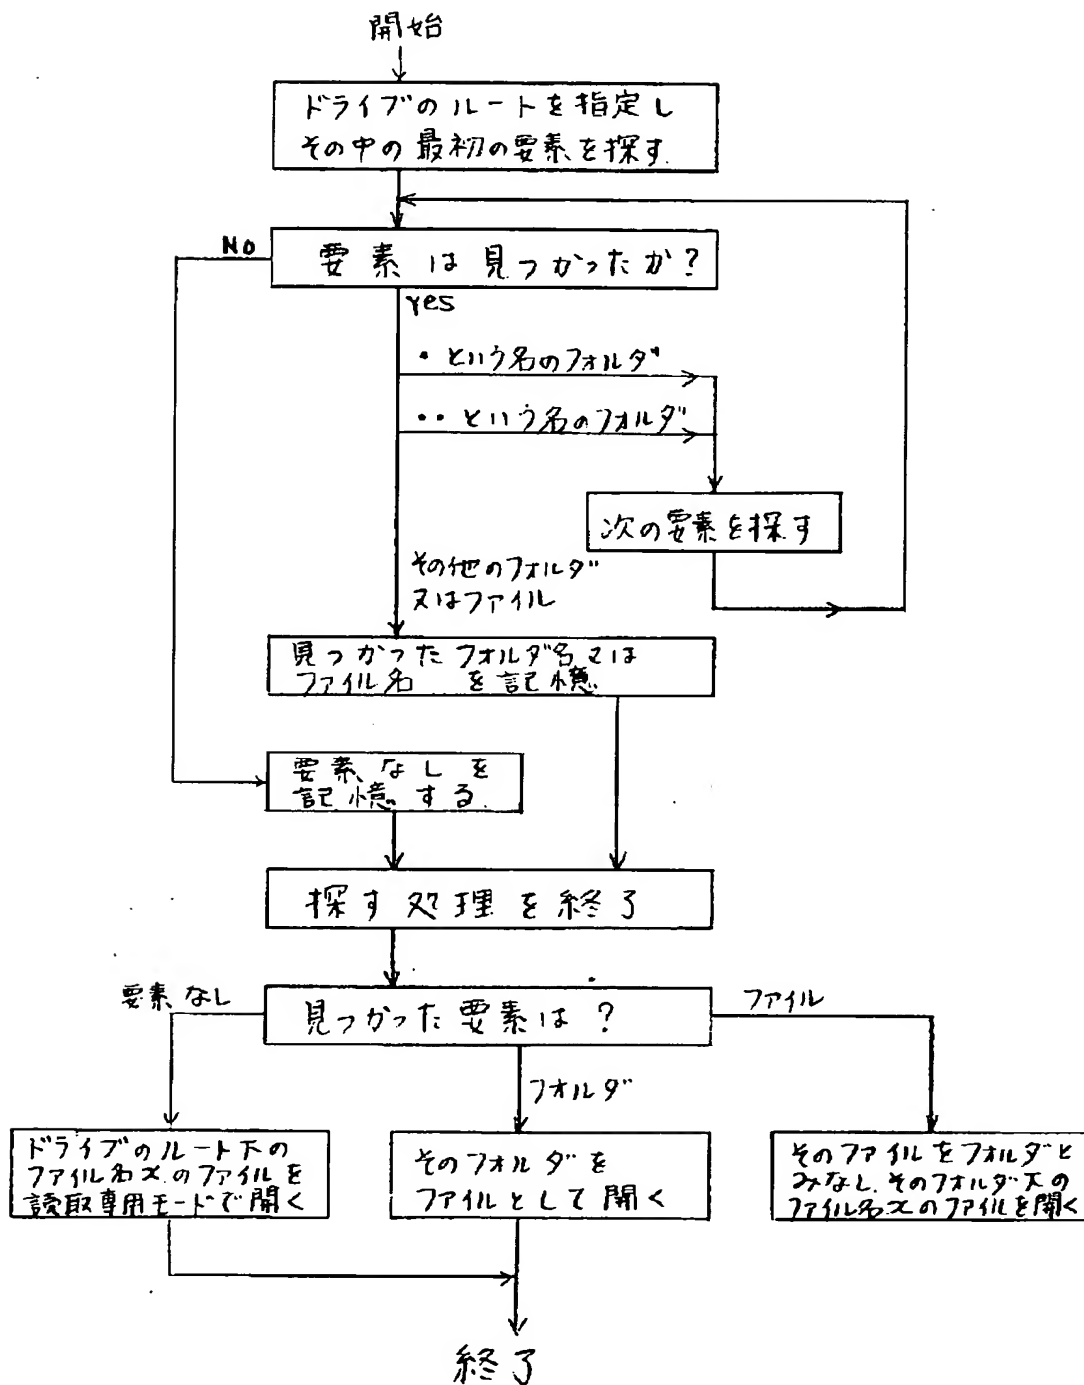 開始
ドライブのルートを指定し
その中の最初の要素を探す.
No
要素は見つかったか?
yes
・という名のフォルダ
・・という名のフォルダ
次の要素を探す
その他のフォルダ
又はファイル
見つかったフォルダ名又は
ファイル名 を記憶
要素なしを
記憶する.
探す処理を終了
要素なし
見つかった要素は?
ファイル
フォルダ
ドライブのルート下の
ファイル名xのファイルを
読取専用モードで開く
そのフォルダを
ファイルとして開く
そのファイルをフォルダと
みなし、そのフォルダ下の
ファイル名xのファイルを開く
終了